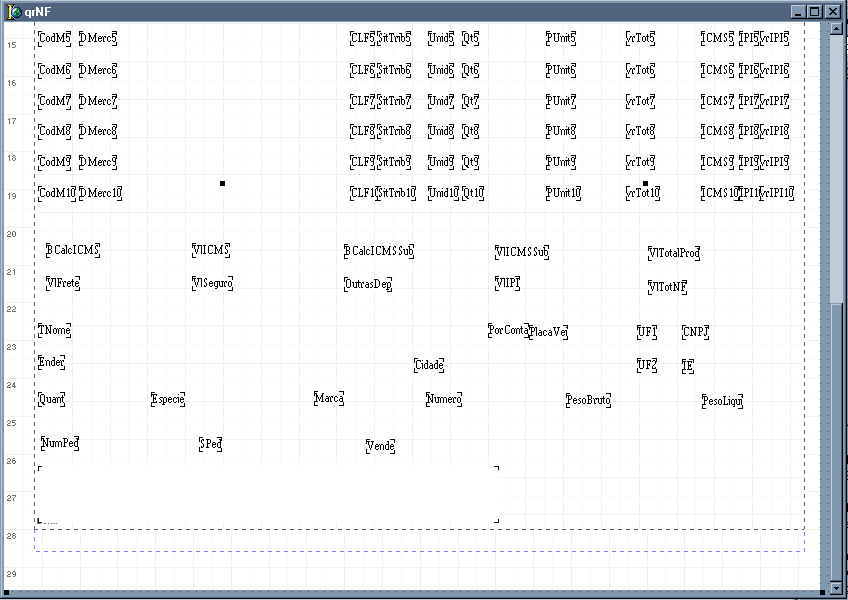 qrNF
15 CodM5 DMerc5 CLF5 SitTrib5 Unid5 Qt5 PUnit5 vrTot5 ICMS5 IPI5 vrIPI5
CodM6 DMerc6 CLF6 SitTrib6 Unid6 Qt6 PUnit6 vrTot6 ICMS6 IPI6 vrIPI6
16
CodM7 DMerc7 CLF7 SitTrib7 Unid7 Qt7 PUnit7 vrTot7 ICMS7 IPI7 vrIPI7
17
CodM8 DMerc8 CLF8 SitTrib8 Unid8 Qt8 PUnit8 vrTot8 ICMS8 IPI8 vrIPI8
18 CodM9 DMerc9 CLF9 SitTrib9 Unid9 Qt9 PUnit9 vrTot9 ICMS9 IPI9 vrIPI9
19 CodM10 DMerc10 CLF10 SitTrib10 Unid10 Qt10 PUnit10 vrTot10 ICMS10 IPI10 vrIPI10
20
BCalcICMS VlICMS BCalcICMSSub VlICMSSub VlTotalProd
21
VlFrete VlSeguro OutrasDep VlIPI VlTotNF
22
TNome PorConta PlacaVei UF1 CNPJ
23
Ender Cidade UF2 IE
24
Quant Especie Marca Numero PesoBruto PesoLiqui
25
NumPed SPed Vende
26
27
28
29